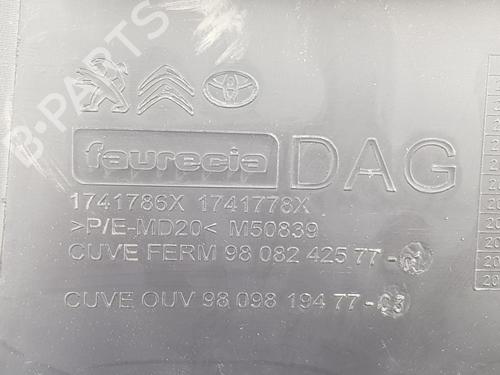 B-PARTS
faurecia DAG
1741786X 1741778X
>P/E-MD20< M50839
CUVE FERM 98 082 425 77 -
CUVE OUV 98 098 194 77 - 03